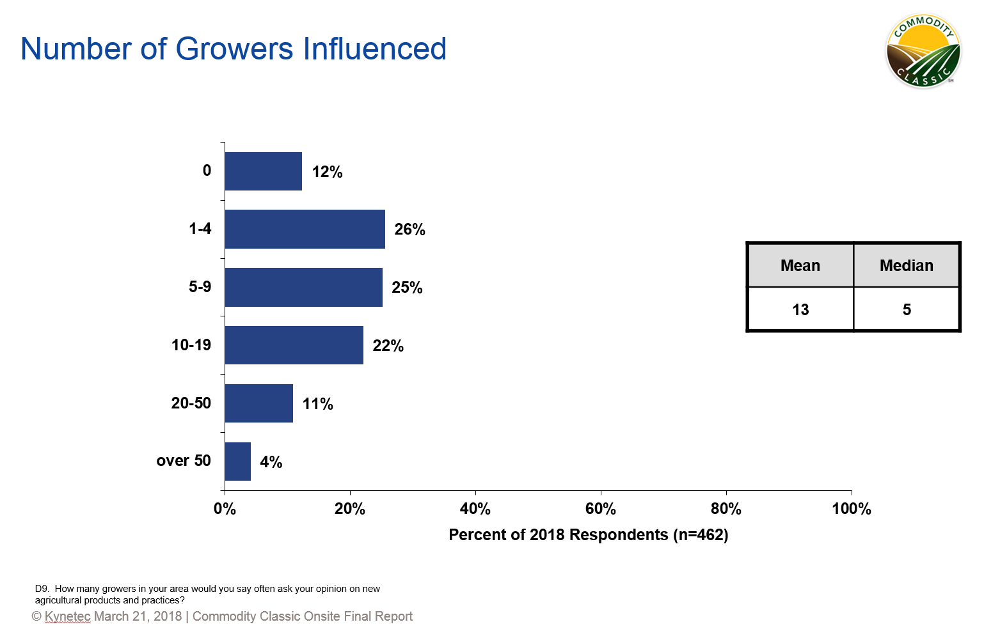 Number of Growers Influenced
COMMODITY
CLASSIC
SM
0
12%
1-4
26%
5-9
25%
10-19
22%
20-50
11%
over 50
4%
0%
20%
40%
60%
80%
100%
Percent of 2018 Respondents (n=462)
Mean
Median
13
5
D9.  How many growers in your area would you say often ask your opinion on new
agricultural products and practices?
© Kynetec March 21, 2018 | Commodity Classic Onsite Final Report